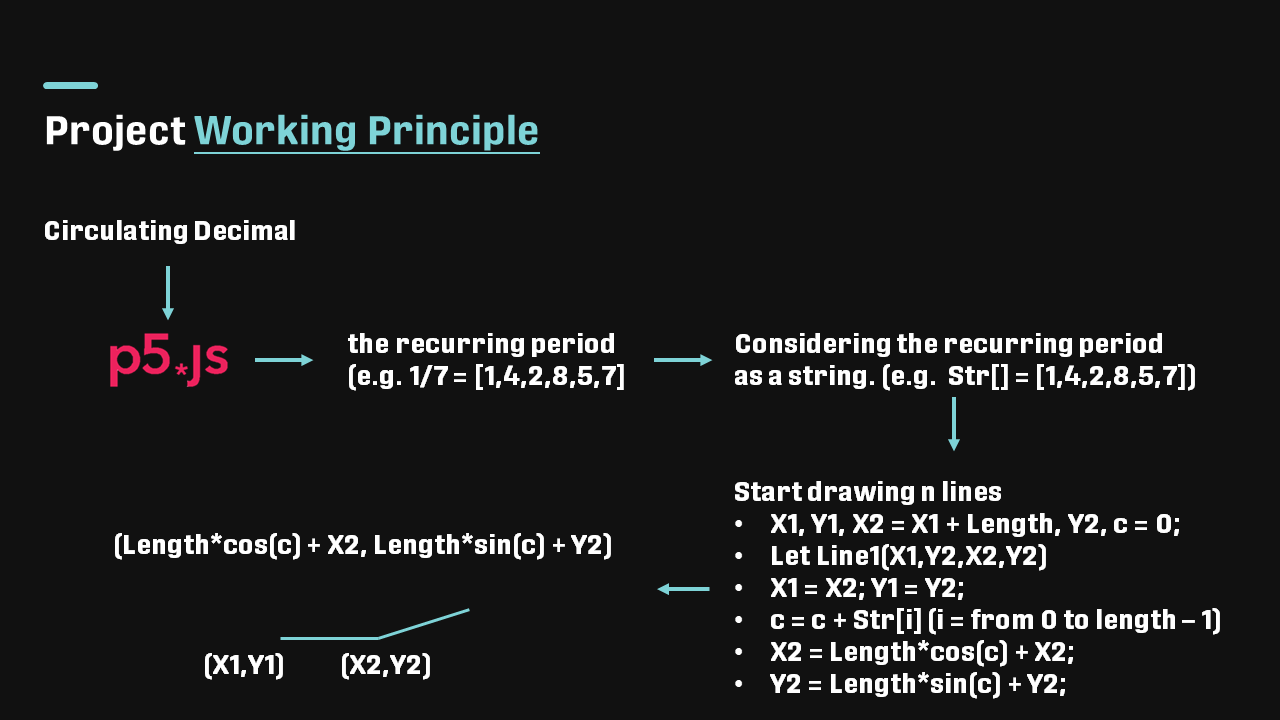 Project Working Principle
Circulating Decimal
p5*js
the recurring period
(e.g. 1/7 = [1,4,2,8,5,7]
Considering the recurring period
as a string. (e.g. Str[] = [1,4,2,8,5,7])
Start drawing n lines
• X1, Y1, X2 = X1 + Length, Y2, c = 0;
• Let Line1(X1,Y2,X2,Y2)
• X1 = X2; Y1 = Y2;
• c = c + Str[i] (i = from 0 to length – 1)
• X2 = Length*cos(c) + X2;
• Y2 = Length*sin(c) + Y2;
(Length*cos(c) + X2, Length*sin(c) + Y2)
(X1,Y1)
(X2,Y2)